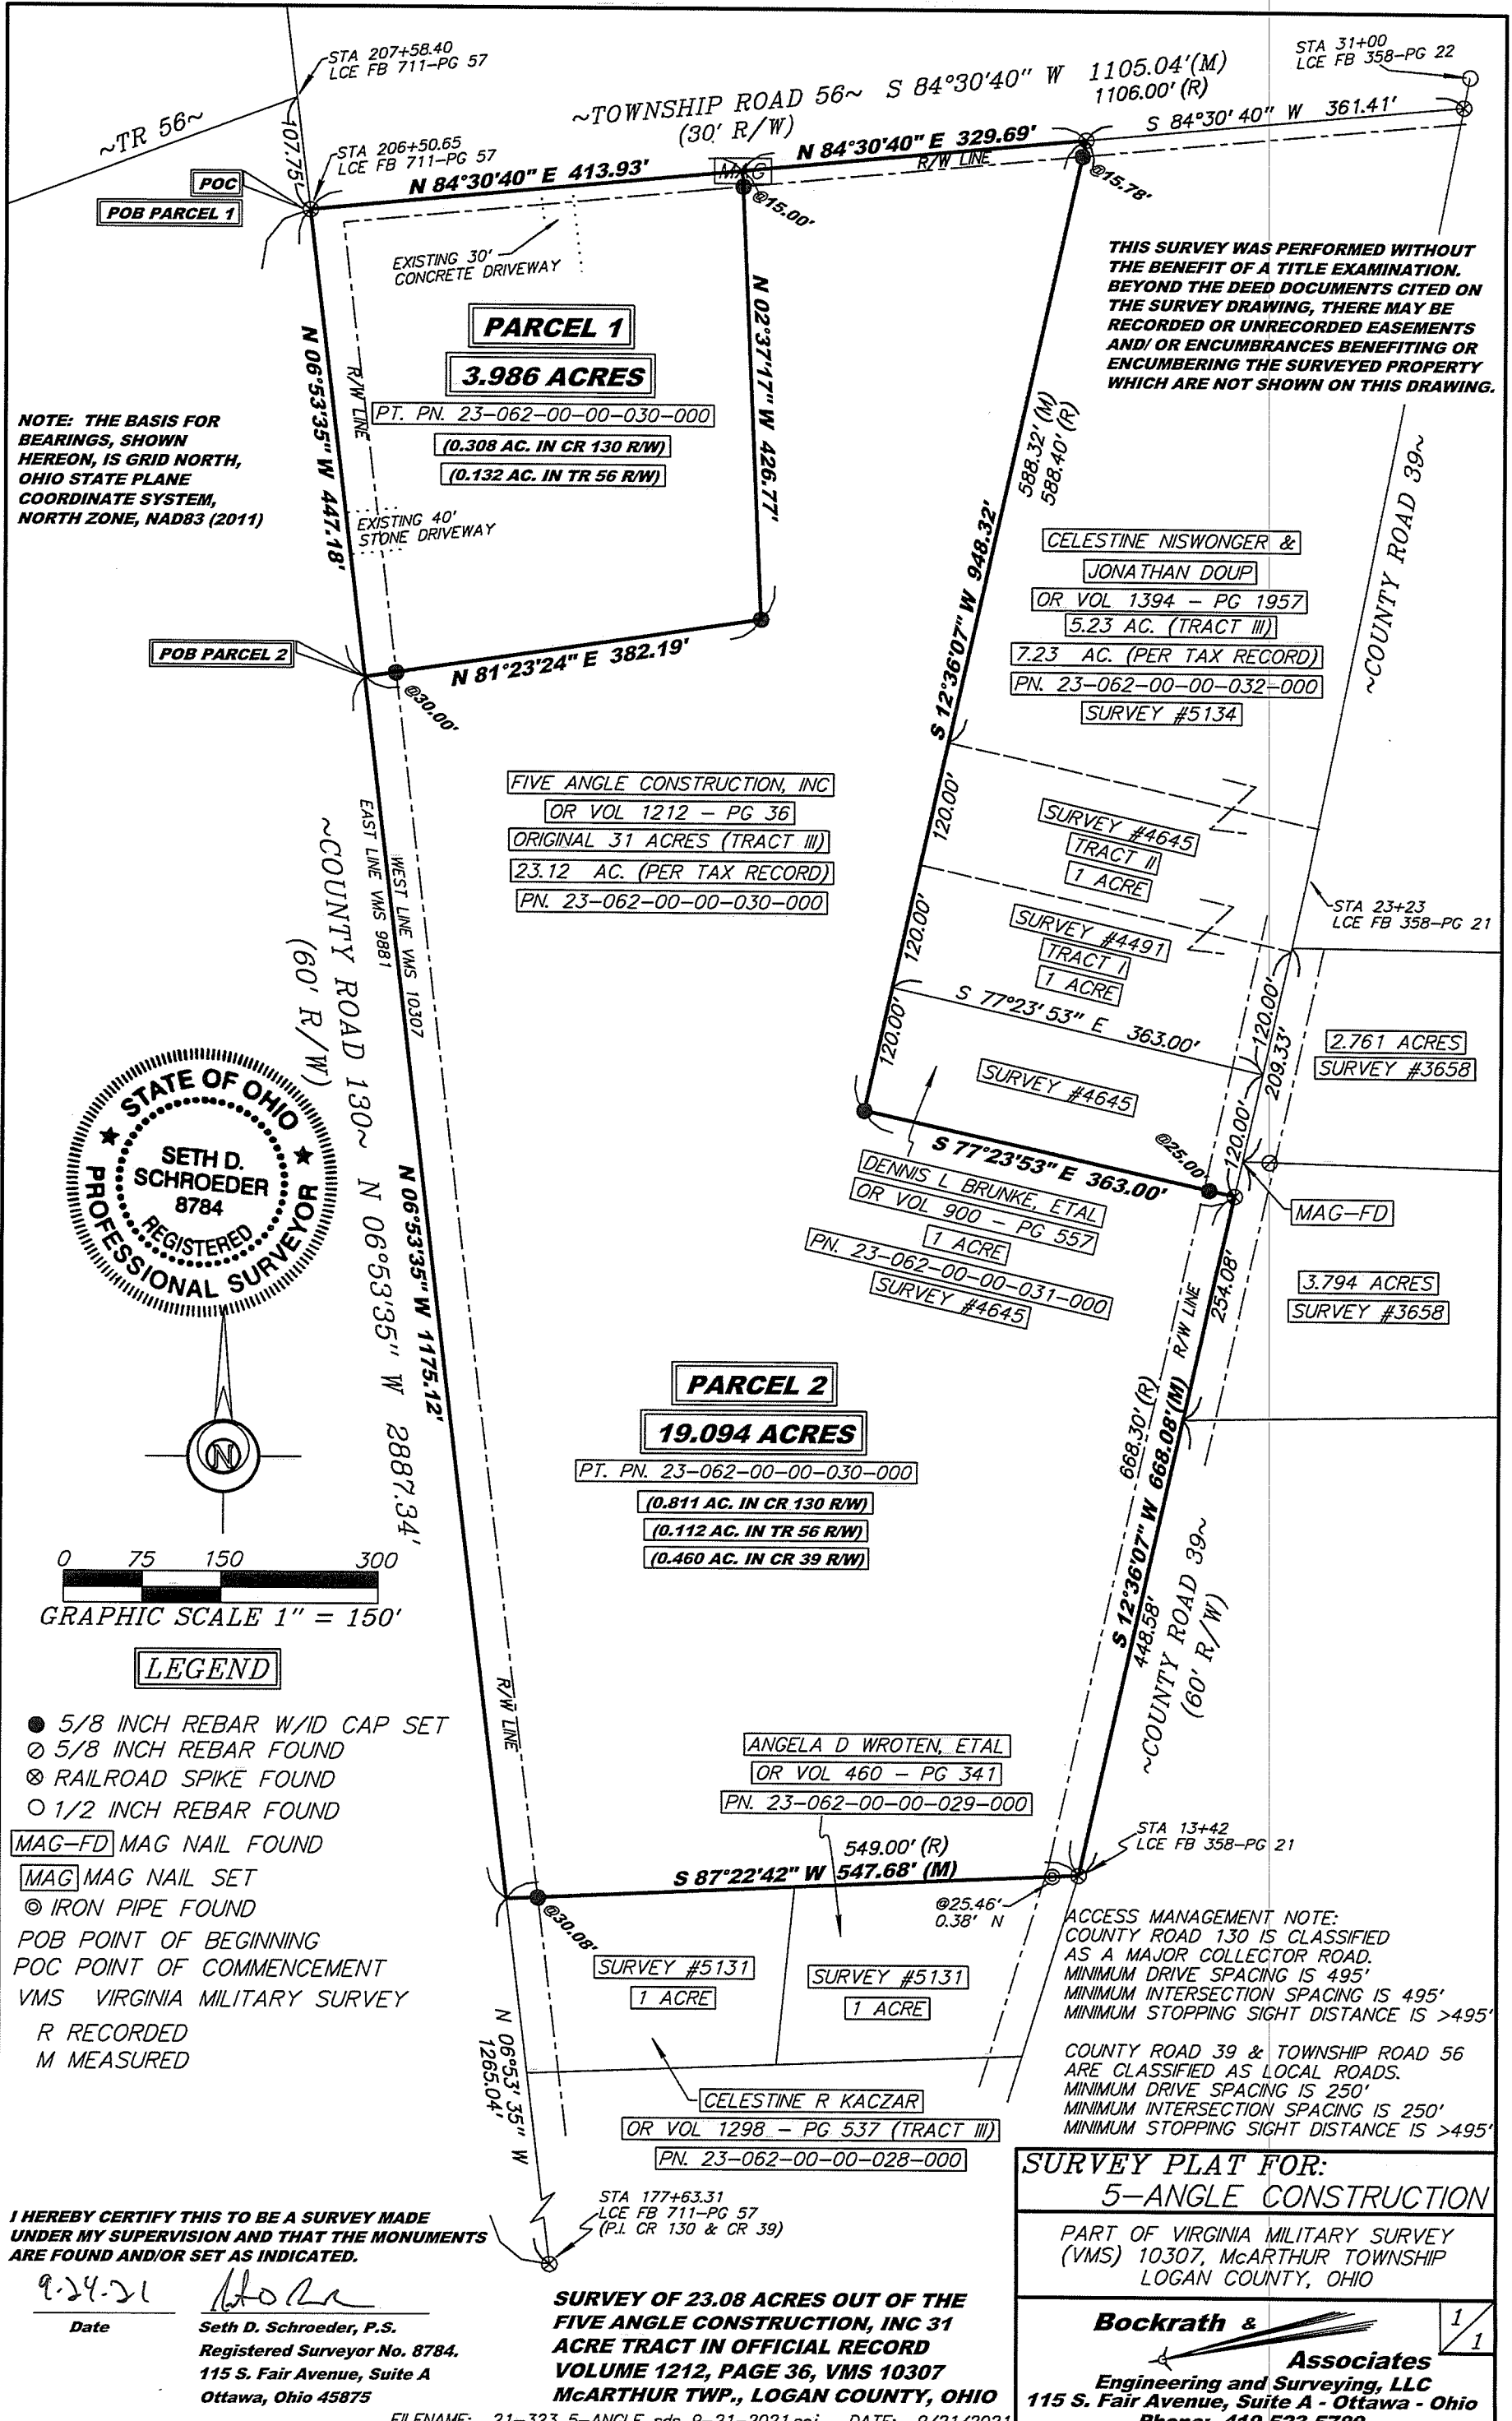 STA 207+58.40
LCE FB 711-PG 57
~TR 56~
107.75'
STA 206+50.65
LCE FB 711-PG 57
POC
POB PARCEL 1
~TOWNSHIP ROAD 56~ S 84°30'40" W 1105.04'(M)
1106.00' (R)
(30' R/W)
STA 31+00
LCE FB 358-PG 22
N 84°30'40" E 413.93'
MAG
N 84°30'40" E 329.69'
R/W LINE
S 84°30'40" W 361.41'
@15.00'
@15.78'
EXISTING 30'
CONCRETE DRIVEWAY
THIS SURVEY WAS PERFORMED WITHOUT
THE BENEFIT OF A TITLE EXAMINATION.
BEYOND THE DEED DOCUMENTS CITED ON
THE SURVEY DRAWING, THERE MAY BE
RECORDED OR UNRECORDED EASEMENTS
AND/ OR ENCUMBRANCES BENEFITING OR
ENCUMBERING THE SURVEYED PROPERTY
WHICH ARE NOT SHOWN ON THIS DRAWING.
PARCEL 1
3.986 ACRES
PT. PN. 23-062-00-00-030-000
(0.308 AC. IN CR 130 R/W)
(0.132 AC. IN TR 56 R/W)
N 06°53'35" W 447.18'
R/W LINE
N 02°37'17" W 426.77'
NOTE: THE BASIS FOR
BEARINGS, SHOWN
HEREON, IS GRID NORTH,
OHIO STATE PLANE
COORDINATE SYSTEM,
NORTH ZONE, NAD83 (2011)
EXISTING 40'
STONE DRIVEWAY
588.32' (M)
588.40' (R)
S 12°36'07" W 948.32'
~COUNTY ROAD 39~
CELESTINE NISWONGER &
JONATHAN DOUP
OR VOL 1394 - PG 1957
5.23 AC. (TRACT III)
7.23 AC. (PER TAX RECORD)
PN. 23-062-00-00-032-000
SURVEY #5134
POB PARCEL 2
N 81°23'24" E 382.19'
@30.00'
FIVE ANGLE CONSTRUCTION, INC
OR VOL 1212 - PG 36
ORIGINAL 31 ACRES (TRACT III)
23.12 AC. (PER TAX RECORD)
PN. 23-062-00-00-030-000
EAST LINE VMS 9881
WEST LINE VMS 10307
~COUNTY ROAD 130~ N 06°53'35" W 2887.34'
(60' R/W)
120.00'
SURVEY #4645
TRACT II
1 ACRE
120.00'
SURVEY #4491
TRACT I
1 ACRE
STA 23+23
LCE FB 358-PG 21
S 77°23'53" E 363.00'
120.00'
120.00'
209.33'
2.761 ACRES
SURVEY #3658
SURVEY #4645
120.00'
S 77°23'53" E 363.00'
@25.00'
MAG-FD
DENNIS L BRUNKE, ETAL
OR VOL 900 - PG 557
1 ACRE
PN. 23-062-00-00-031-000
SURVEY #4645
3.794 ACRES
SURVEY #3658
254.08'
R/W LINE
STATE OF OHIO
SETH D.
SCHROEDER
8784
REGISTERED
PROFESSIONAL SURVEYOR
N 06°53'35" W 1175.12'
PARCEL 2
19.094 ACRES
PT. PN. 23-062-00-00-030-000
(0.811 AC. IN CR 130 R/W)
(0.112 AC. IN TR 56 R/W)
(0.460 AC. IN CR 39 R/W)
668.30' (R)
S 12°36'07" W 668.08'(M)
448.58'
~COUNTY ROAD 39~
(60' R/W)
N
0 75 150 300
GRAPHIC SCALE 1" = 150'
LEGEND
5/8 INCH REBAR W/ID CAP SET
5/8 INCH REBAR FOUND
RAILROAD SPIKE FOUND
1/2 INCH REBAR FOUND
MAG-FD MAG NAIL FOUND
MAG MAG NAIL SET
IRON PIPE FOUND
POB POINT OF BEGINNING
POC POINT OF COMMENCEMENT
VMS VIRGINIA MILITARY SURVEY
R RECORDED
M MEASURED
R/W LINE
ANGELA D WROTEN, ETAL
OR VOL 460 - PG 341
PN. 23-062-00-00-029-000
549.00' (R)
S 87°22'42" W 547.68' (M)
STA 13+42
LCE FB 358-PG 21
@25.46'
0.38' N
@30.08'
SURVEY #5131
1 ACRE
SURVEY #5131
1 ACRE
N 06°53'35" W
1265.04'
CELESTINE R KACZAR
OR VOL 1298 - PG 537 (TRACT III)
PN. 23-062-00-00-028-000
STA 177+63.31
LCE FB 711-PG 57
(P.I. CR 130 & CR 39)
ACCESS MANAGEMENT NOTE:
COUNTY ROAD 130 IS CLASSIFIED
AS A MAJOR COLLECTOR ROAD.
MINIMUM DRIVE SPACING IS 495'
MINIMUM INTERSECTION SPACING IS 495'
MINIMUM STOPPING SIGHT DISTANCE IS >495'
COUNTY ROAD 39 & TOWNSHIP ROAD 56
ARE CLASSIFIED AS LOCAL ROADS.
MINIMUM DRIVE SPACING IS 250'
MINIMUM INTERSECTION SPACING IS 250'
MINIMUM STOPPING SIGHT DISTANCE IS >495'
I HEREBY CERTIFY THIS TO BE A SURVEY MADE
UNDER MY SUPERVISION AND THAT THE MONUMENTS
ARE FOUND AND/OR SET AS INDICATED.
9-24-21
Date
Seth D. Schroeder, P.S.
Registered Surveyor No. 8784.
115 S. Fair Avenue, Suite A
Ottawa, Ohio 45875
SURVEY OF 23.08 ACRES OUT OF THE
FIVE ANGLE CONSTRUCTION, INC 31
ACRE TRACT IN OFFICIAL RECORD
VOLUME 1212, PAGE 36, VMS 10307
McARTHUR TWP., LOGAN COUNTY, OHIO
SURVEY PLAT FOR:
5-ANGLE CONSTRUCTION
PART OF VIRGINIA MILITARY SURVEY
(VMS) 10307, McARTHUR TOWNSHIP
LOGAN COUNTY, OHIO
Bockrath &
Associates
1/1
Engineering and Surveying, LLC
115 S. Fair Avenue, Suite A - Ottawa - Ohio